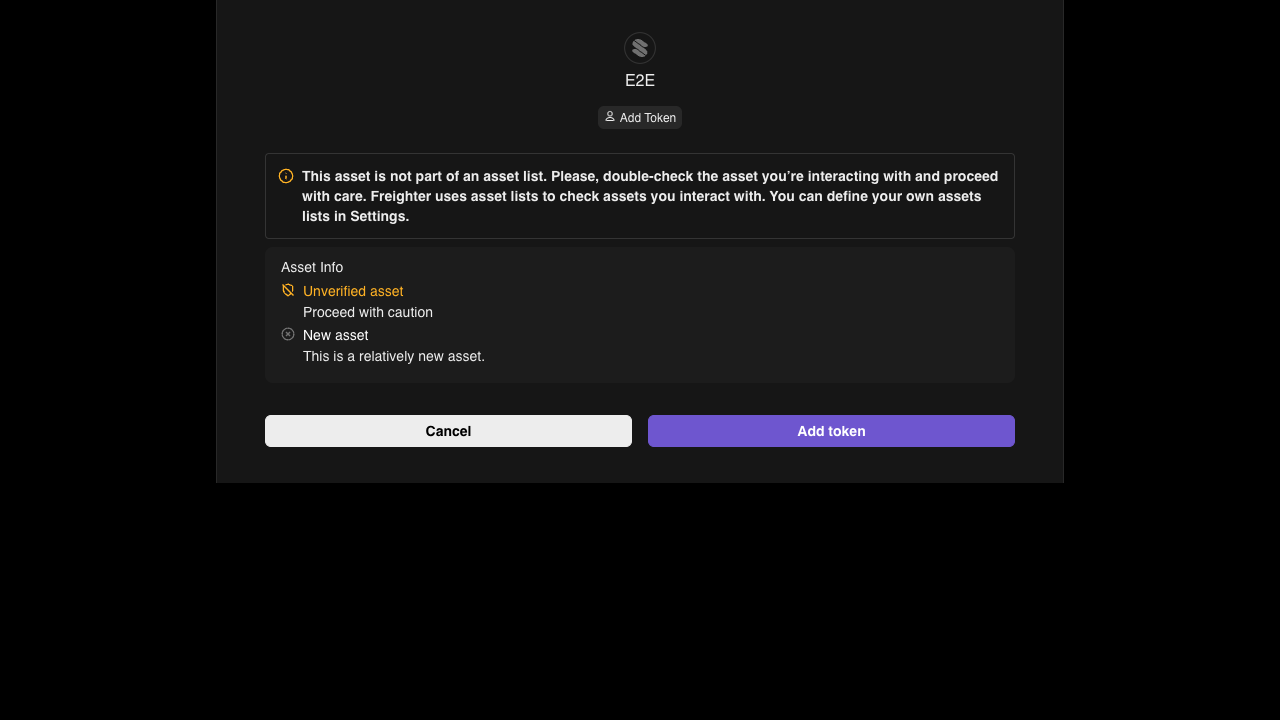 E2E
Add Token
This asset is not part of an asset list. Please, double-check the asset you’re interacting with and proceed
with care. Freighter uses asset lists to check assets you interact with. You can define your own assets
lists in Settings.
Asset Info
Unverified asset
Proceed with caution
New asset
This is a relatively new asset.
Cancel
Add token